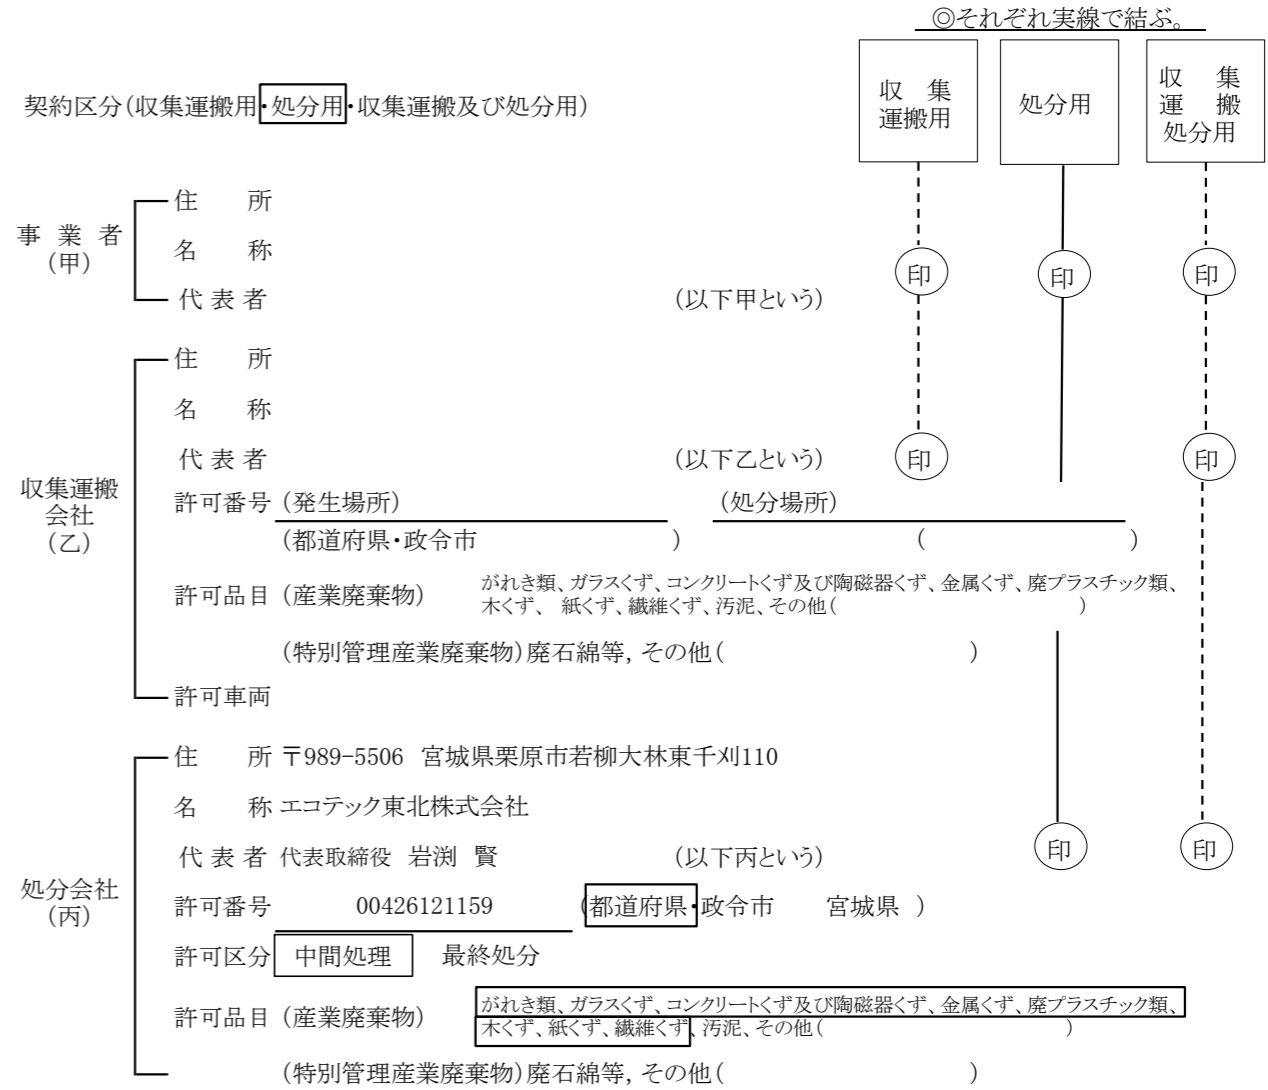 ◎それぞれ実線で結ぶ。
収　集
運搬用
処分用
収　集
運　搬
処分用
契約区分(収集運搬用・処分用・収集運搬及び処分用)
事　業　者
(甲)
住　　所
名　　称
印　印　印
代 表 者　(以下甲という)
収集運搬
会社
(乙)
住　　所
名　　称
代 表 者　(以下乙という)　印　印
許可番号 (発生場所)　(処分場所)
(都道府県・政令市　　　)　(　　　)
許可品目 (産業廃棄物)　がれき類、ガラスくず、コンクリートくず及び陶磁器くず、金属くず、廃プラスチック類、
木くず、 紙くず、繊維くず、汚泥、その他(　　　)
(特別管理産業廃棄物)廃石綿等, その他(　　　)
許可車両
処分会社
(丙)
住　　所 〒989-5506 宮城県栗原市若柳大林東千刈110
名　　称 エコテック東北株式会社
代 表 者 代表取締役 岩渕 賢　(以下丙という)　印　印
許可番号　00426121159　(都道府県・政令市　宮城県 )
許可区分 中間処理　最終処分
許可品目 (産業廃棄物)　がれき類、ガラスくず、コンクリートくず及び陶磁器くず、金属くず、廃プラスチック類、
木くず、紙くず、繊維くず、汚泥、その他(　　　)
(特別管理産業廃棄物)廃石綿等, その他(　　　)